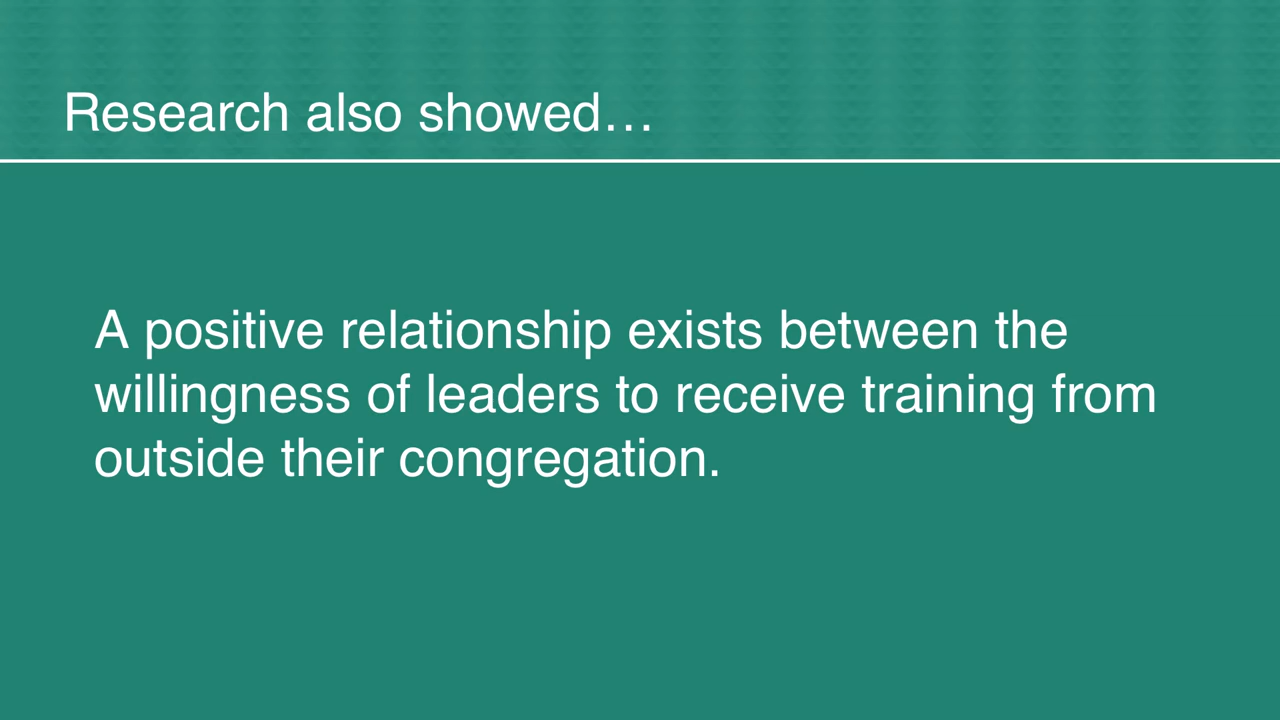 Research also showed…
A positive relationship exists between the
willingness of leaders to receive training from
outside their congregation.